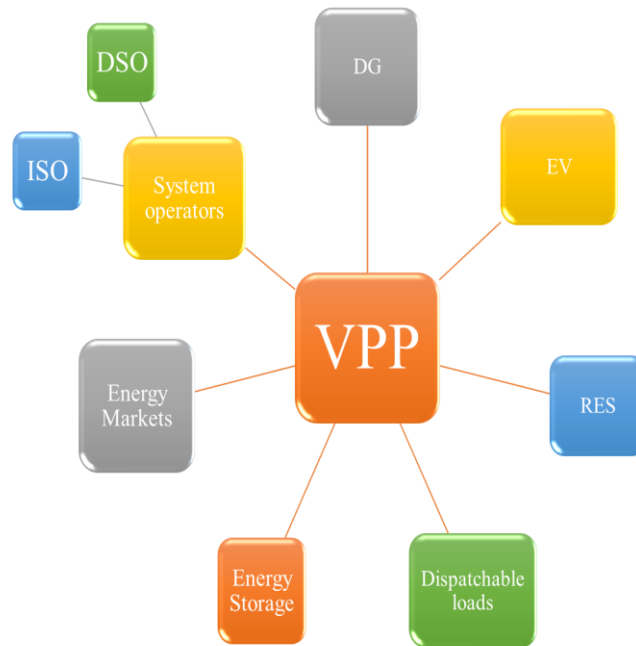 DSO
DG
ISO
System
operators
EV
VPP
Energy
Markets
RES
Energy
Storage
Dispatchable
loads